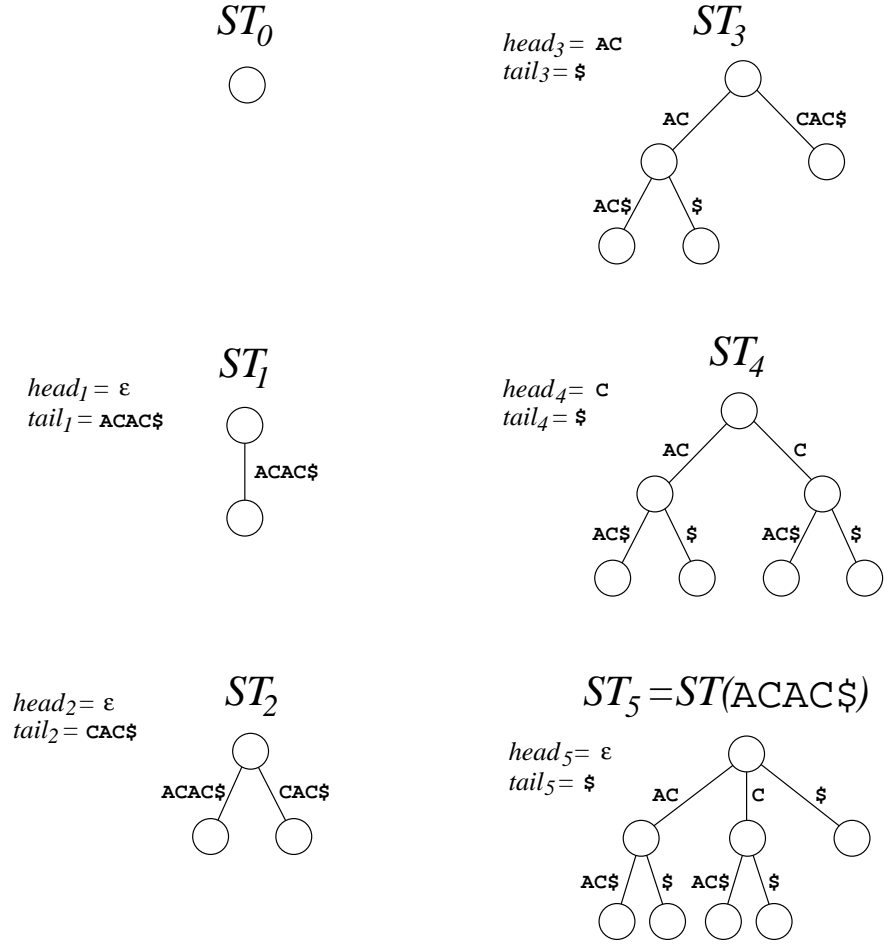 ST0
ST1
head1 = ε
tail1 = ACAC$
ACAC$
ST2
head2 = ε
tail2 = CAC$
ACAC$ CAC$
ST3
head3 = AC
tail3 = $
AC CAC$
AC$ $
ST4
head4 = C
tail4 = $
AC C
AC$ $ AC$ $
ST5 =ST(ACAC$)
head5 = ε
tail5 = $
AC C $
AC$ $ AC$ $